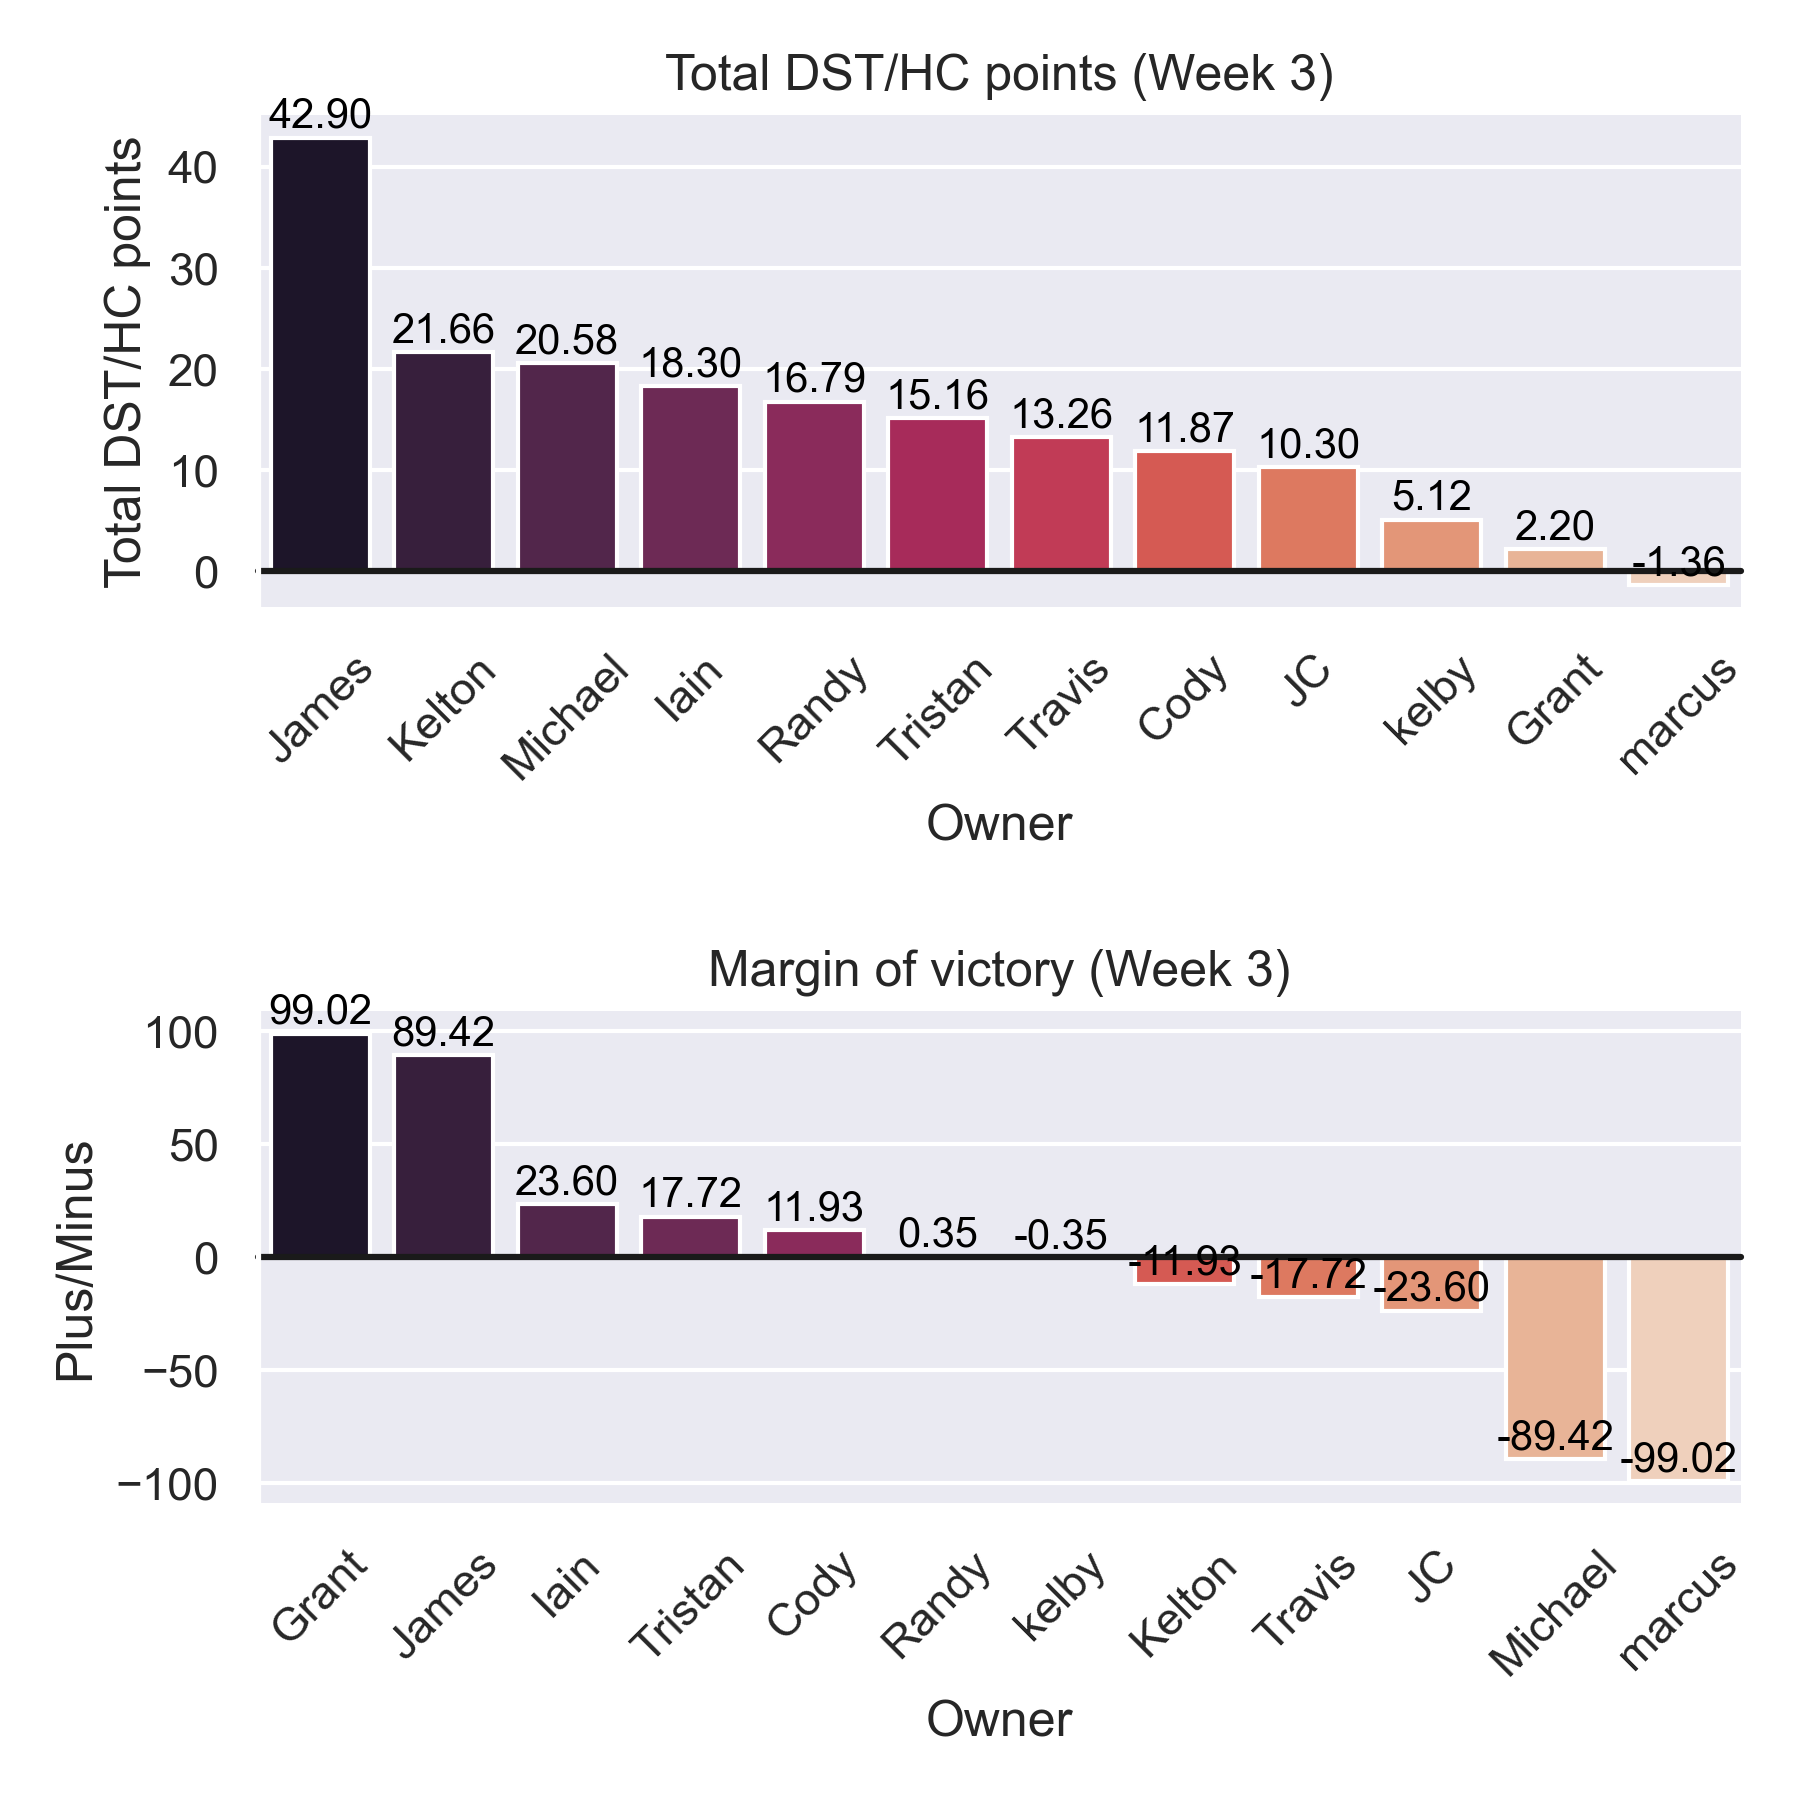 Total DST/HC points (Week 3)
Total DST/HC points
40
30
20
10
0
42.90
21.66
20.58
18.30
16.79
15.16
13.26
11.87
10.30
5.12
2.20
-1.36
James
Kelton
Michael
Iain
Randy
Tristan
Travis
Cody
JC
kelby
Grant
marcus
Owner
Margin of victory (Week 3)
Plus/Minus
100
50
0
−50
−100
99.02
89.42
23.60
17.72
11.93
0.35
-0.35
-11.93
-17.72
-23.60
-89.42
-99.02
Grant
James
Iain
Tristan
Cody
Randy
kelby
Kelton
Travis
JC
Michael
marcus
Owner